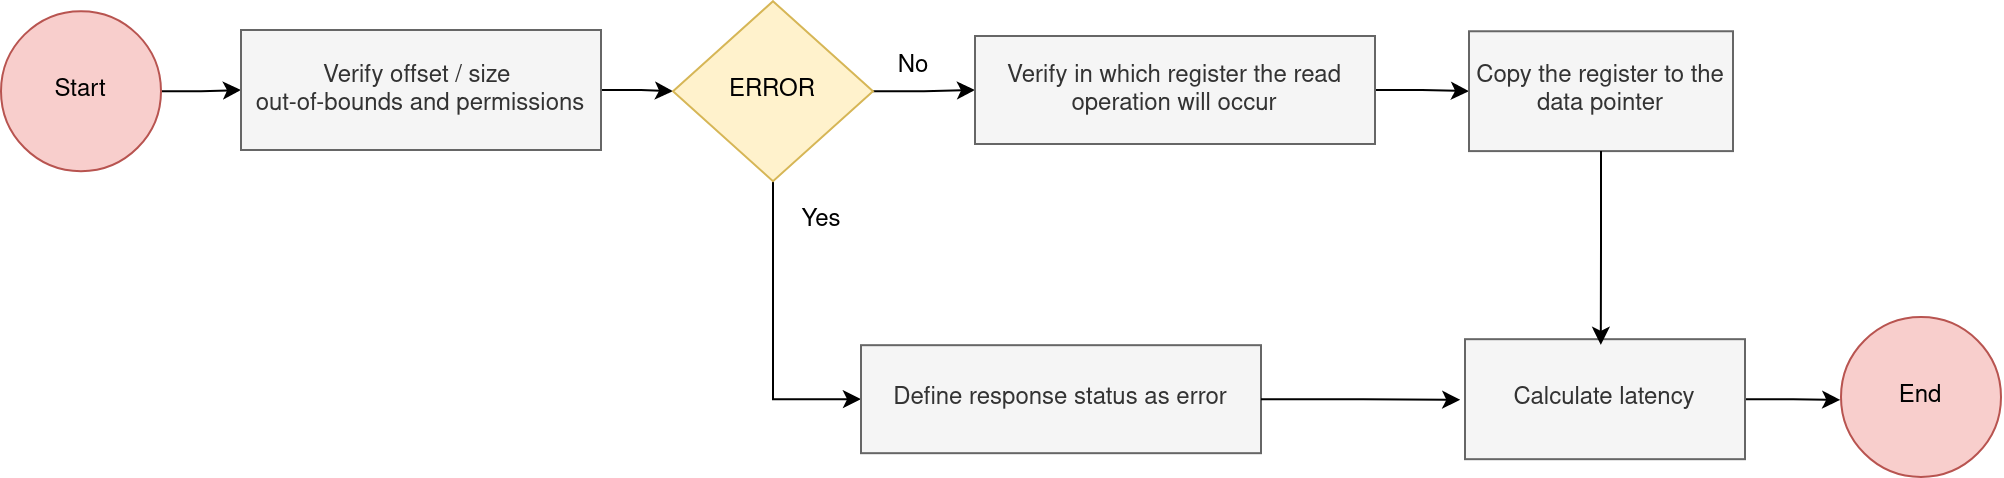 Start
Verify offset / size
out-of-bounds and permissions
ERROR
No
Verify in which register the read
operation will occur
Copy the register to the
data pointer
Yes
Define response status as error
Calculate latency
End